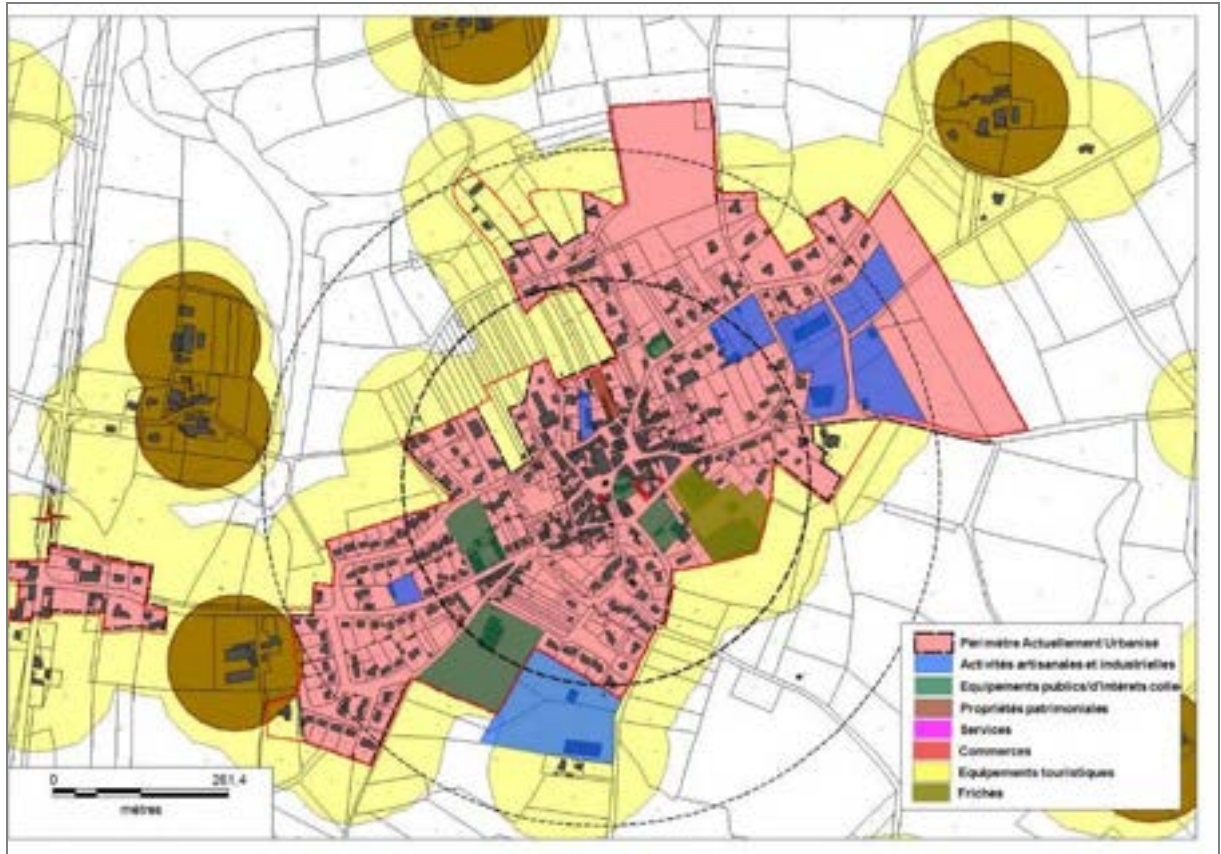 Périmètre Actuellement Urbanisé
Activités artisanales et industrielles
Equipements publics/d'intérets colle
Propriétés patrimoniales
Services
Commerces
Equipements touristiques
Friches
0 261.4
mètres